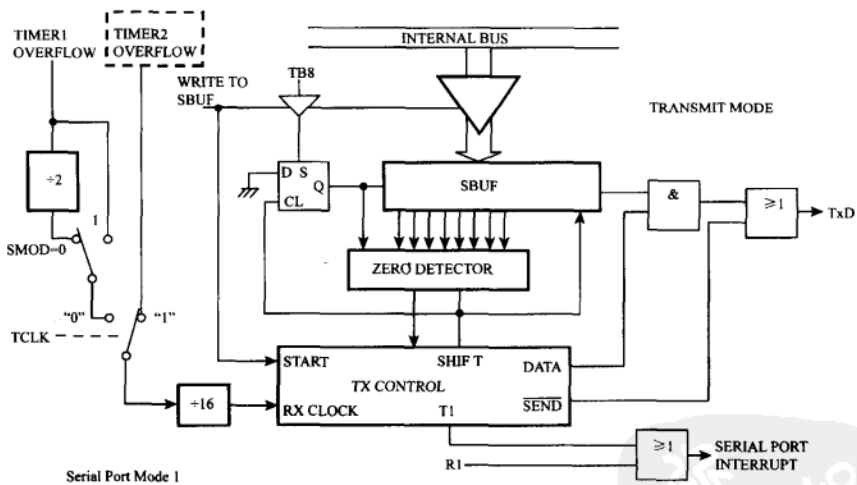 TIMER1
OVERFLOW
TIMER2
OVERFLOW
INTERNAL BUS
TB8
WRITE TO
SBUF
TRANSMIT MODE
÷2
D S
Q
CL
SBUF
&
≥1
TxD
1
SMOD=0
ZERO DETECTOR
"0"
"1"
TCLK
START
SHIF T
DATA
TX CONTROL
÷16
RX CLOCK
T1
SEND
≥1
SERIAL PORT
INTERRUPT
R1
Serial Port Mode 1